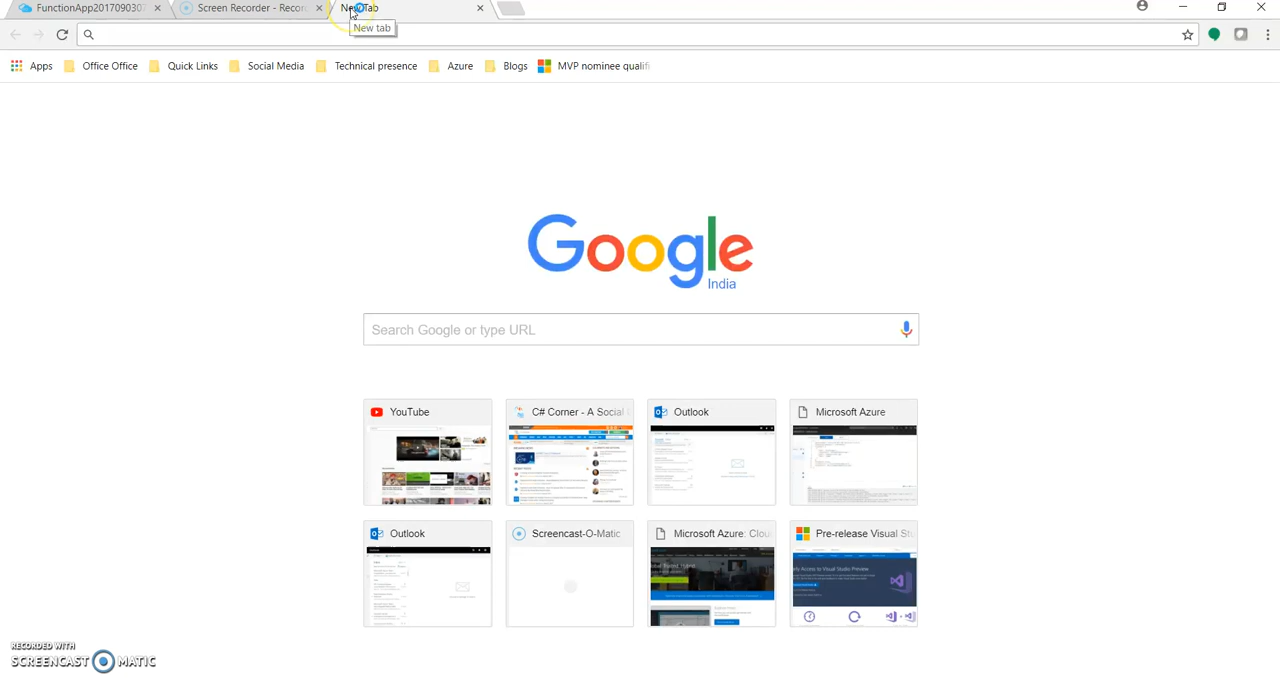 FunctionApp2017090307
Screen Recorder - Recor
New Tab
New tab
Apps Office Office Quick Links Social Media Technical presence Azure Blogs MVP nominee qualifi
Google
India
Search Google or type URL
YouTube C# Corner - A Social Outlook Microsoft Azure
Outlook Screencast-O-Matic Microsoft Azure: Clou Pre-release Visual Stu
RECORDED WITH
SCREENCAST MATIC